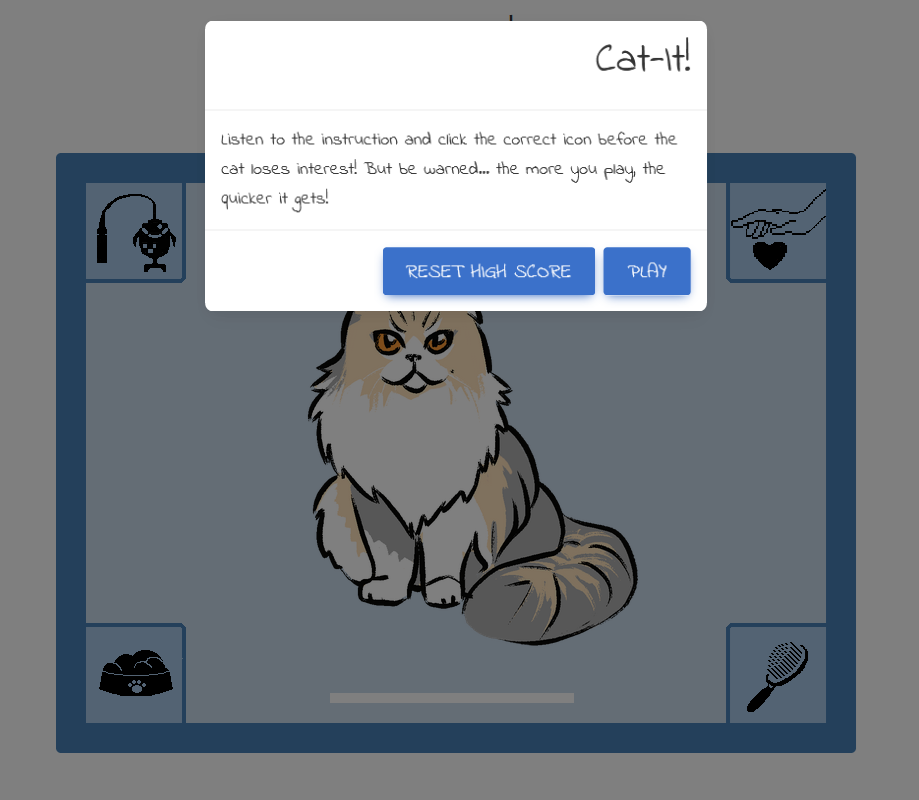 Cat-It!
Listen to the instruction and click the correct icon before the
cat loses interest! But be warned... the more you play, the
quicker it gets!
RESET HIGH SCORE
PLAY